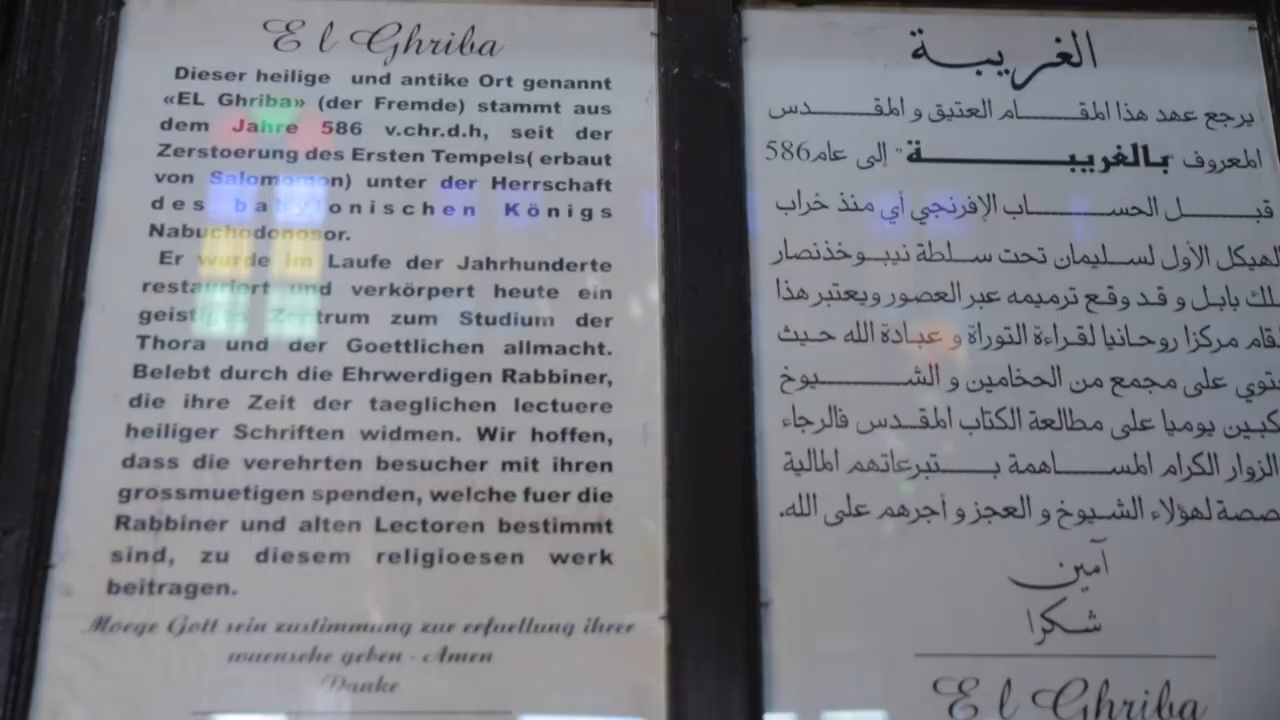 El Ghriba
Dieser heilige und antike Ort genannt
«EL Ghriba» (der Fremde) stammt aus
dem Jahre 586 v.chr.d.h, seit der
Zerstoerung des Ersten Tempels( erbaut
von Salomomon) unter der Herrschaft
des babylonischen Königs
Nabuchodonosor.
Er wurde im Laufe der Jahrhunderte
restauriert und verkörpert heute ein
geistiges Zentrum zum Studium der
Thora und der Goettlichen allmacht.
Belebt durch die Ehrwerdigen Rabbiner,
die ihre Zeit der taeglichen lectuere
heiliger Schriften widmen. Wir hoffen,
dass die verehrten besucher mit ihren
grossmuetigen spenden, welche fuer die
Rabbiner und alten Lectoren bestimmt
sind, zu diesem religioesen werk
beitragen.
Moege Gott sein zustimmung zur erfuellung ihrer
wuensche geben - Amen
Danke
الغريبة
يرجع عهد هذا المقام العتيق و المقدس
المعروف "بالغريبة" إلى عام 586
قبل الحساب الإفرنجي أي منذ خراب
الهيكل الأول لسليمان تحت سلطة نيبوخذنصار
ملك بابل و قد وقع ترميمه عبر العصور ويعتبر هذا
مقام مركزا روحانيا لقراءة التوراة و عبادة الله حيث
توي على مجمع من الحخامين و الشيوخ
كبين يوميا على مطالعة الكتاب المقدس فالرجاء
الزوار الكرام المساهمة بتبرعاتهم المالية
صصة لهؤلاء الشيوخ و العجز و أجرهم على الله.
آمين
شكرا
El Ghriba